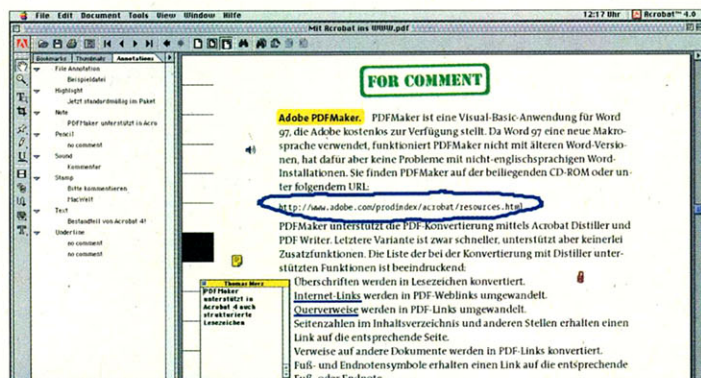 File Edit Document Tools View Window Hilfe
12:17 Uhr Acrobat™ 4.0
Mit Acrobat ins WWW.pdf
Bookmarks Thumbnails Annotations
File Annotation
Beispieldatei
Highlight
Jetzt standardmäßig im Paket
Note
PDFMaker unterstützt in Acro
Pencil
no comment
Sound
Kommentar
Stamp
Bitte kommentieren
MacWelt
Text
Bestandteil von Acrobat 4!
Underline
no comment
no comment
FOR COMMENT
Adobe PDFMaker. PDFMaker ist eine Visual-Basic-Anwendung für Word
97, die Adobe kostenlos zur Verfügung stellt. Da Word 97 eine neue Makro-
sprache verwendet, funktioniert PDFMaker nicht mit älteren Word-Versio-
nen, hat dafür aber keine Probleme mit nicht-englischsprachigen Word-
Installationen. Sie finden PDFMaker auf der beiliegenden CD-ROM oder un-
ter folgendem URL:
http://www.adobe.com/prodindex/acrobat/resources.html
PDFMaker unterstützt die PDF-Konvertierung mittels Acrobat Distiller und
PDF Writer. Letztere Variante ist zwar schneller, unterstützt aber keinerlei
Zusatzfunktionen. Die Liste der bei der Konvertierung mit Distiller unter-
stützten Funktionen ist beeindruckend:
Überschriften werden in Lesezeichen konvertiert.
Internet-Links werden in PDF-Weblinks umgewandelt.
Querverweise werden in PDF-Links umgewandelt.
Seitenzahlen im Inhaltsverzeichnis und anderen Stellen erhalten einen
Link auf die entsprechende Seite.
Verweise auf andere Dokumente werden in PDF-Links konvertiert.
Fuß- und Endnotensymbole erhalten einen Link auf die entsprechende
Fuß- oder Endnote.
Thomas Merz
PDFMaker
unterstützt in
Acrobat 4 auch
strukturierte
Lesezeichen